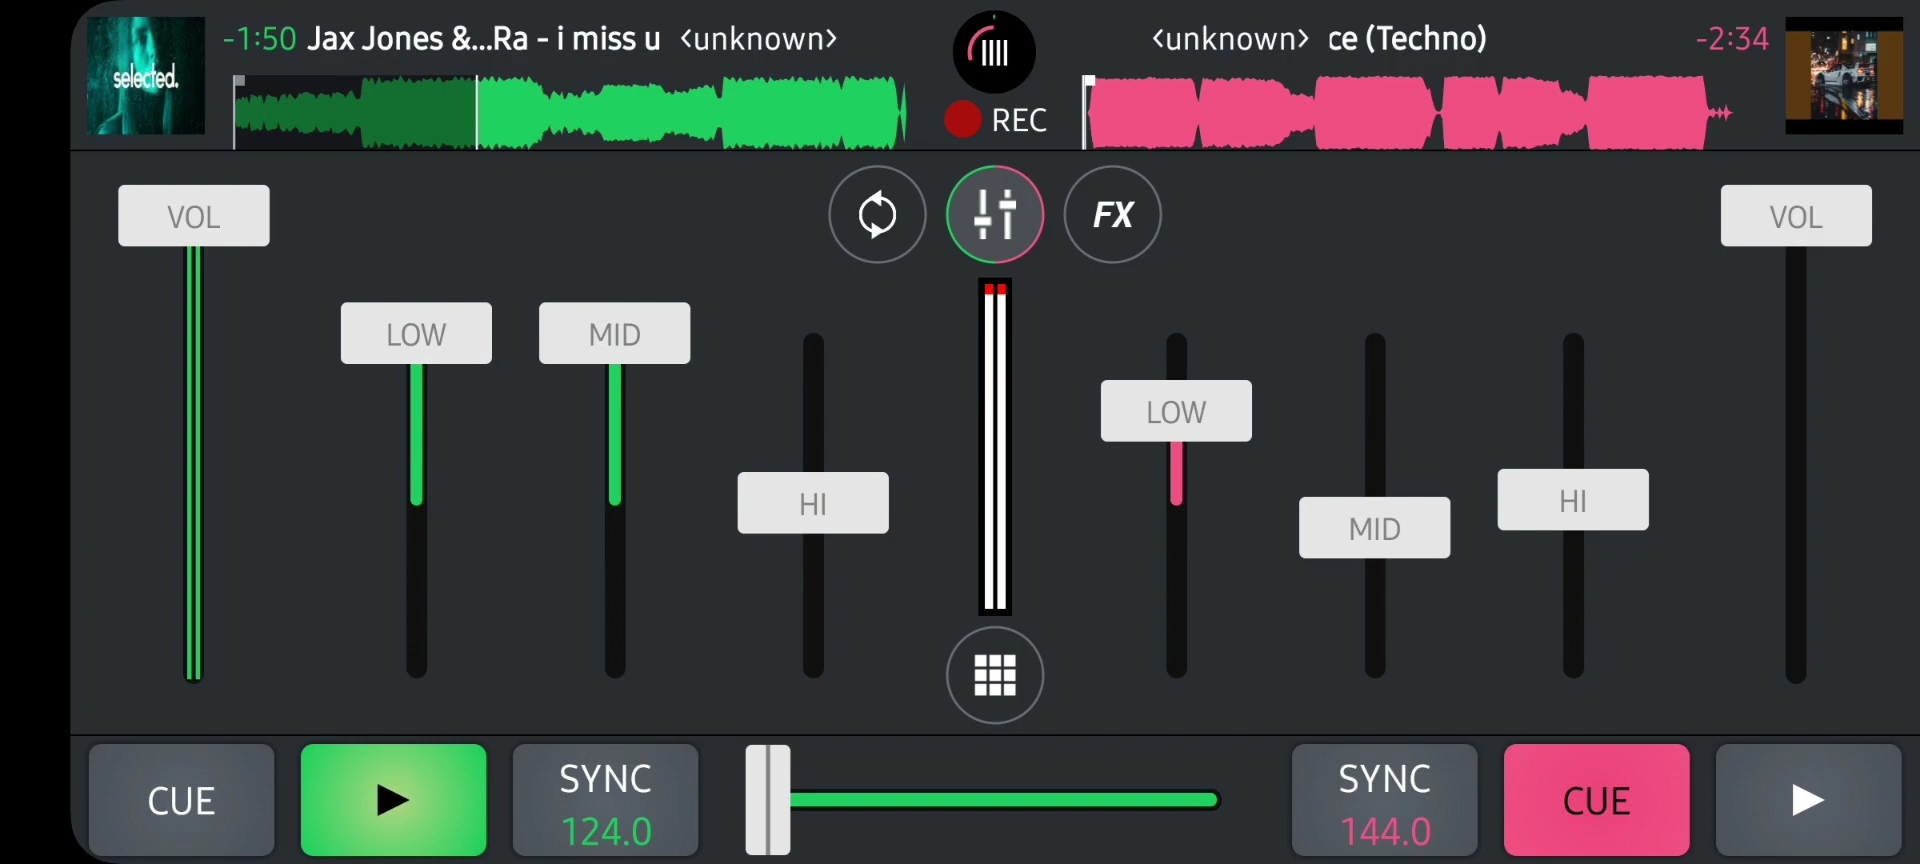 selected.
-1:50 Jax Jones &...Ra - i miss u <unknown>
<unknown> ce (Techno) -2:34
REC
VOL
FX
VOL
LOW
MID
HI
LOW
MID
HI
CUE
SYNC
124.0
SYNC
144.0
CUE